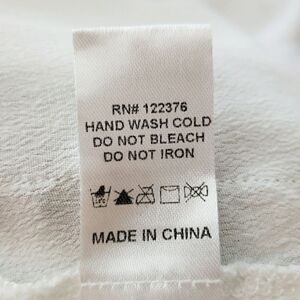 RN# 122376
HAND WASH COLD
DO NOT BLEACH
DO NOT IRON
MADE IN CHINA